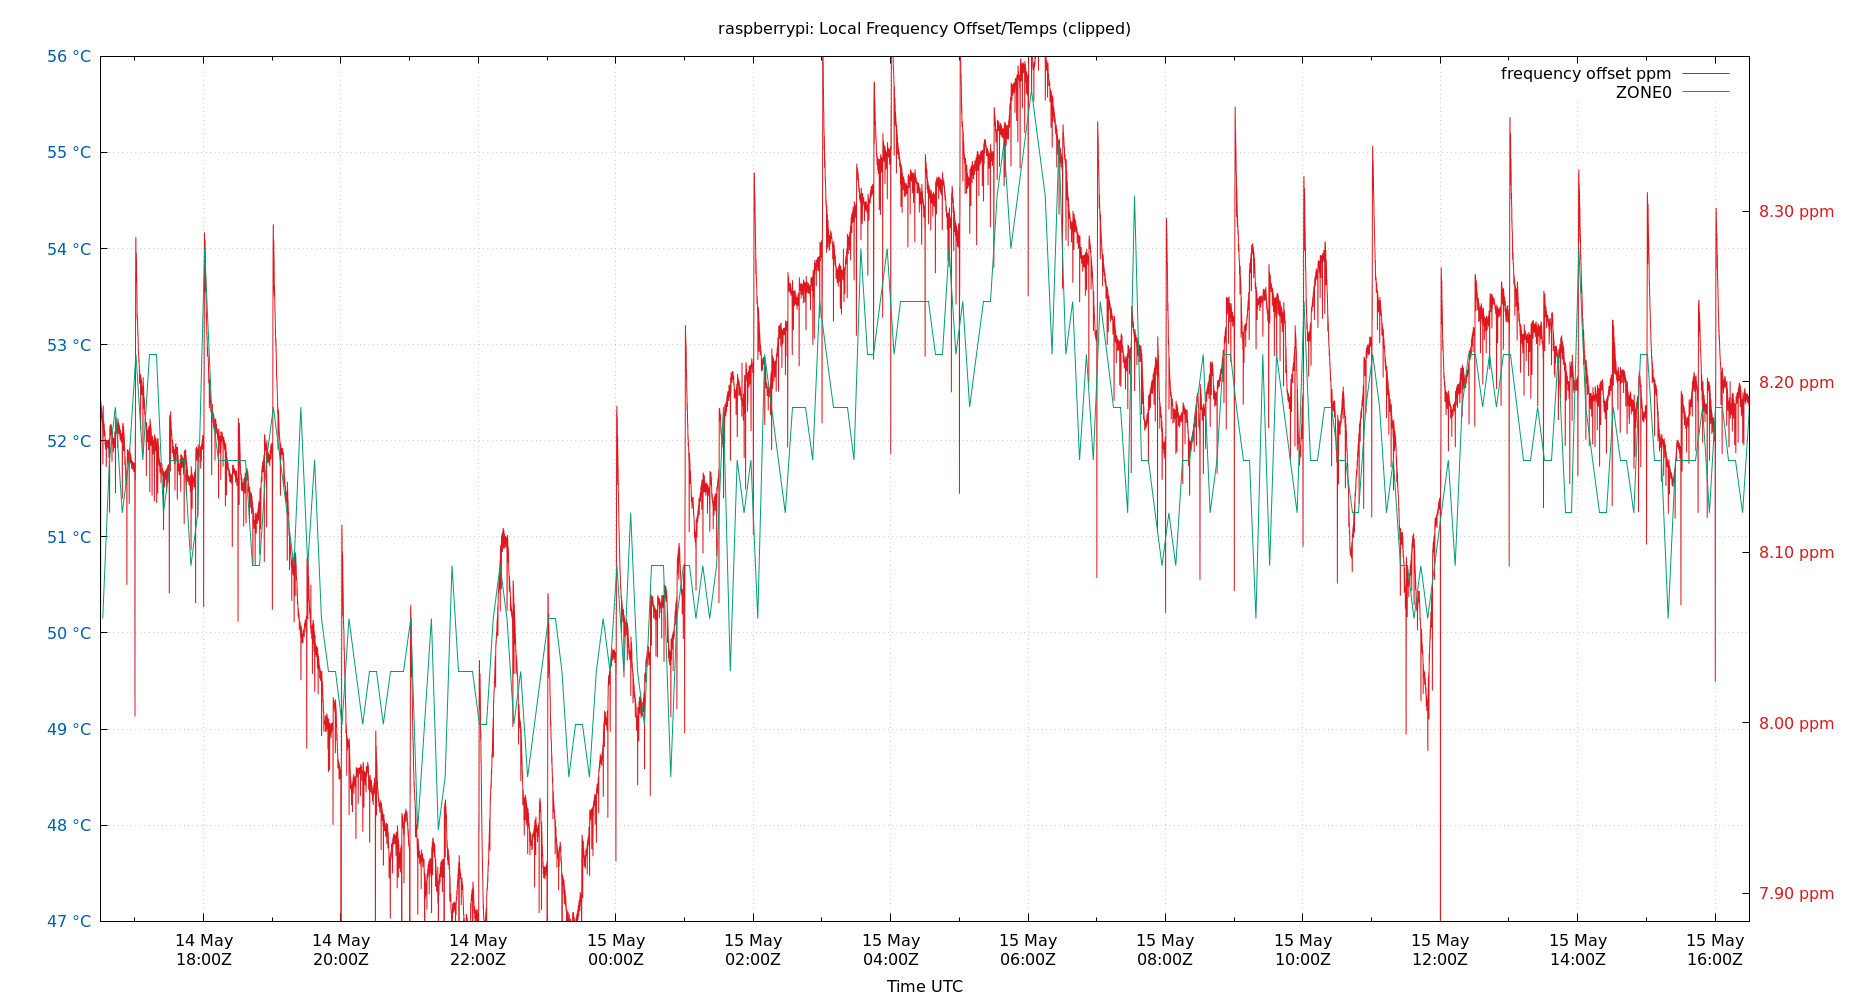 raspberrypi: Local Frequency Offset/Temps (clipped)
frequency offset ppm
ZONE0
56 °C
55 °C
54 °C
53 °C
52 °C
51 °C
50 °C
49 °C
48 °C
47 °C
8.30 ppm
8.20 ppm
8.10 ppm
8.00 ppm
7.90 ppm
14 May
18:00Z
14 May
20:00Z
14 May
22:00Z
15 May
00:00Z
15 May
02:00Z
15 May
04:00Z
15 May
06:00Z
15 May
08:00Z
15 May
10:00Z
15 May
12:00Z
15 May
14:00Z
15 May
16:00Z
Time UTC